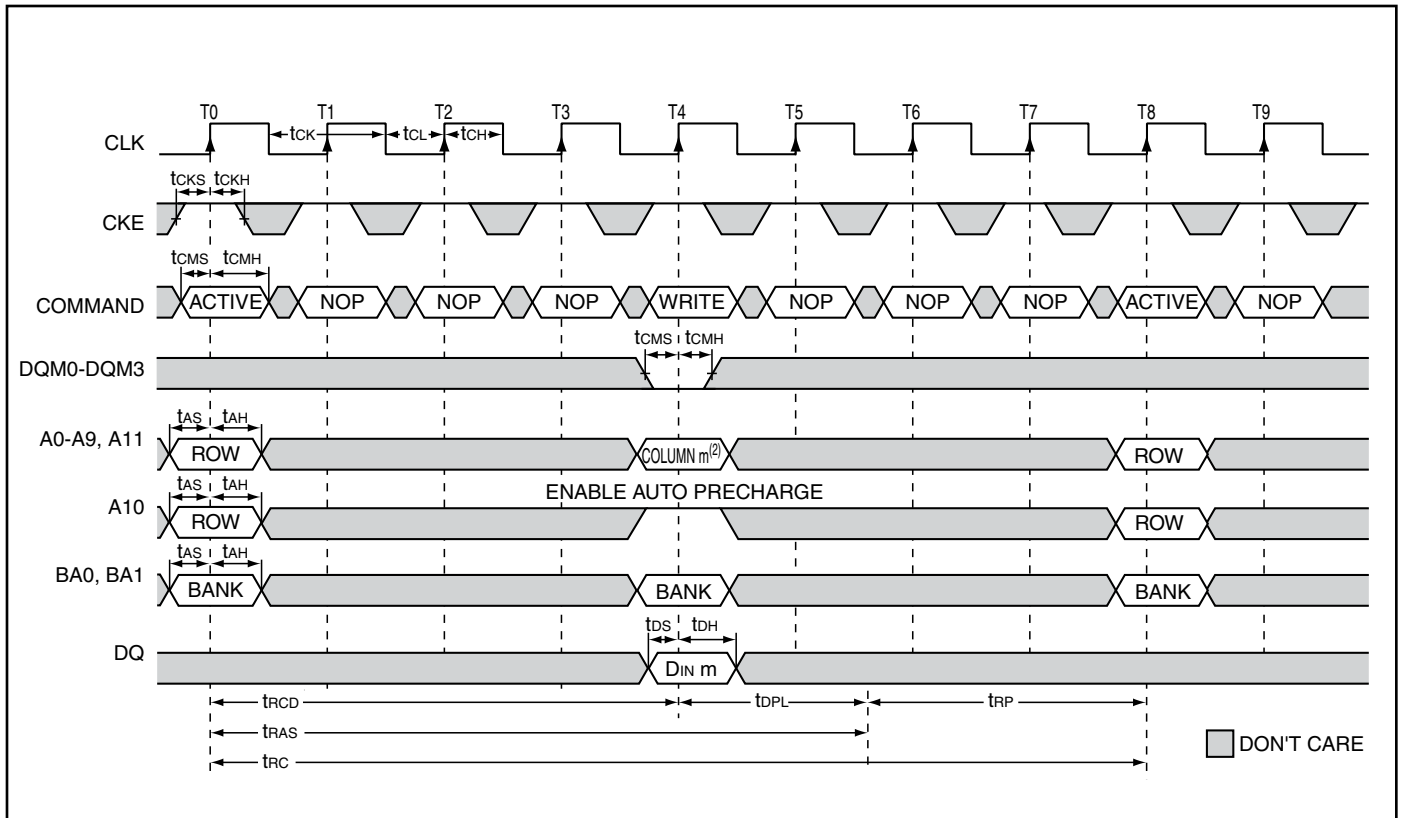 T0 T1 T2 T3 T4 T5 T6 T7 T8 T9
CLK tCK tCL tCH
tCKS tCKH
CKE
tCMS tCMH
COMMAND ACTIVE NOP NOP NOP WRITE NOP NOP NOP ACTIVE NOP
tCMS tCMH
DQM0-DQM3
tAS tAH
A0-A9, A11 ROW COLUMN m(2) ROW
tAS tAH ENABLE AUTO PRECHARGE
A10 ROW ROW
tAS tAH
BA0, BA1 BANK BANK BANK
tDS tDH
DQ DIN m
tRCD tDPL tRP
tRAS
DON'T CARE
tRC